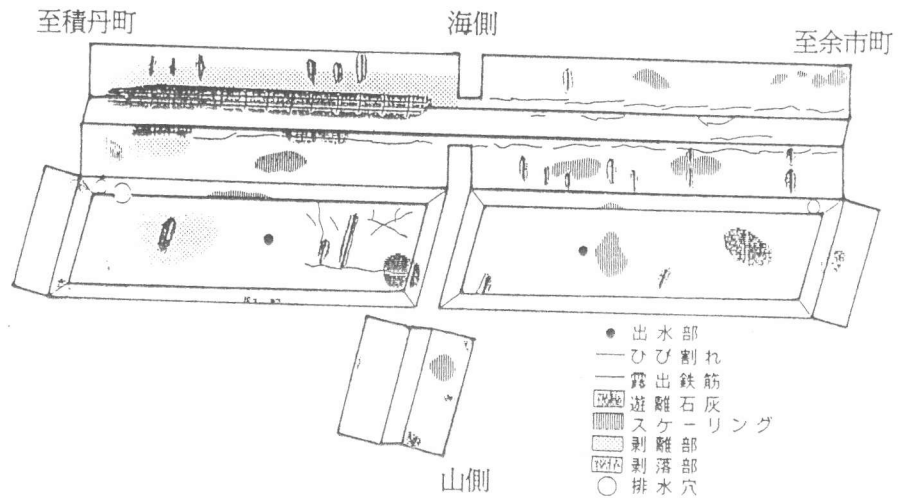 至積丹町
海側
至余市町
出水部
ひび割れ
露出鉄筋
遊離石灰
スケーリング
剥離部
剥落部
排水穴
山側